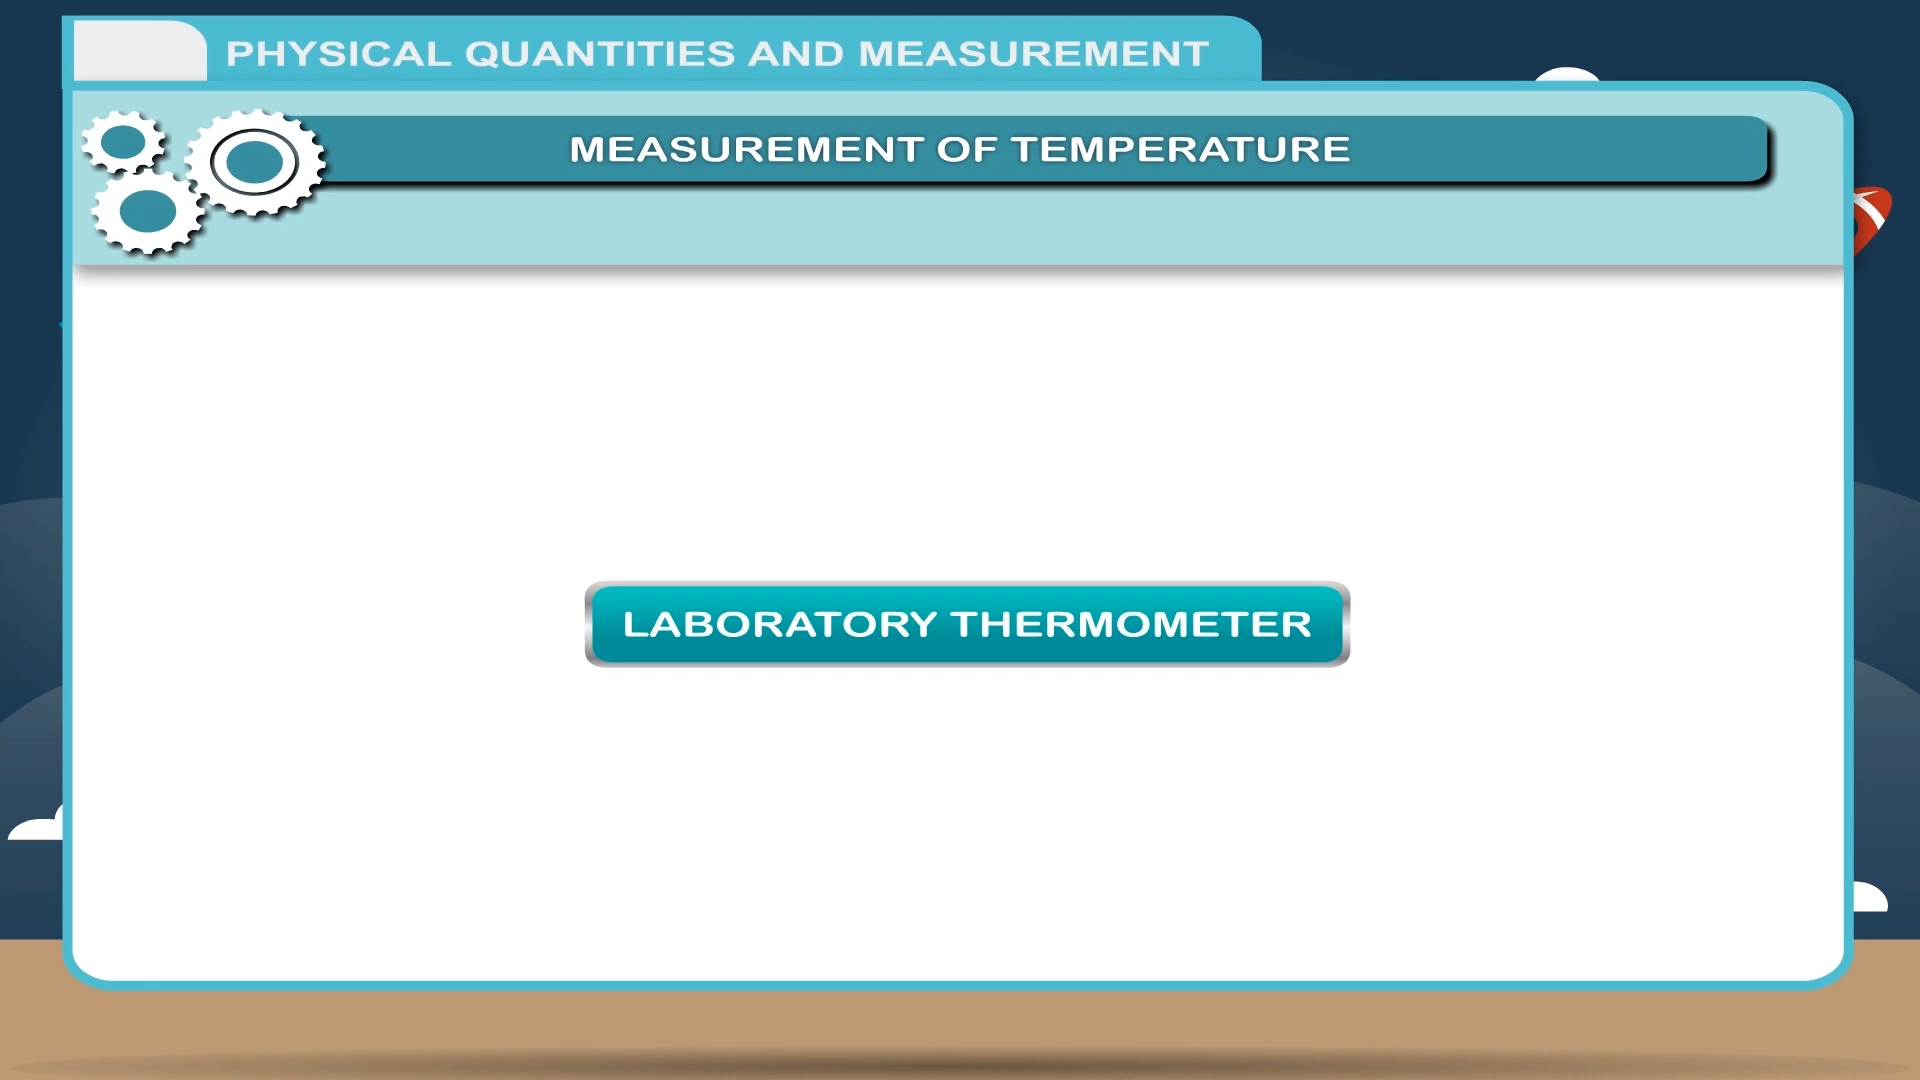 PHYSICAL QUANTITIES AND MEASUREMENT
MEASUREMENT OF TEMPERATURE
LABORATORY THERMOMETER